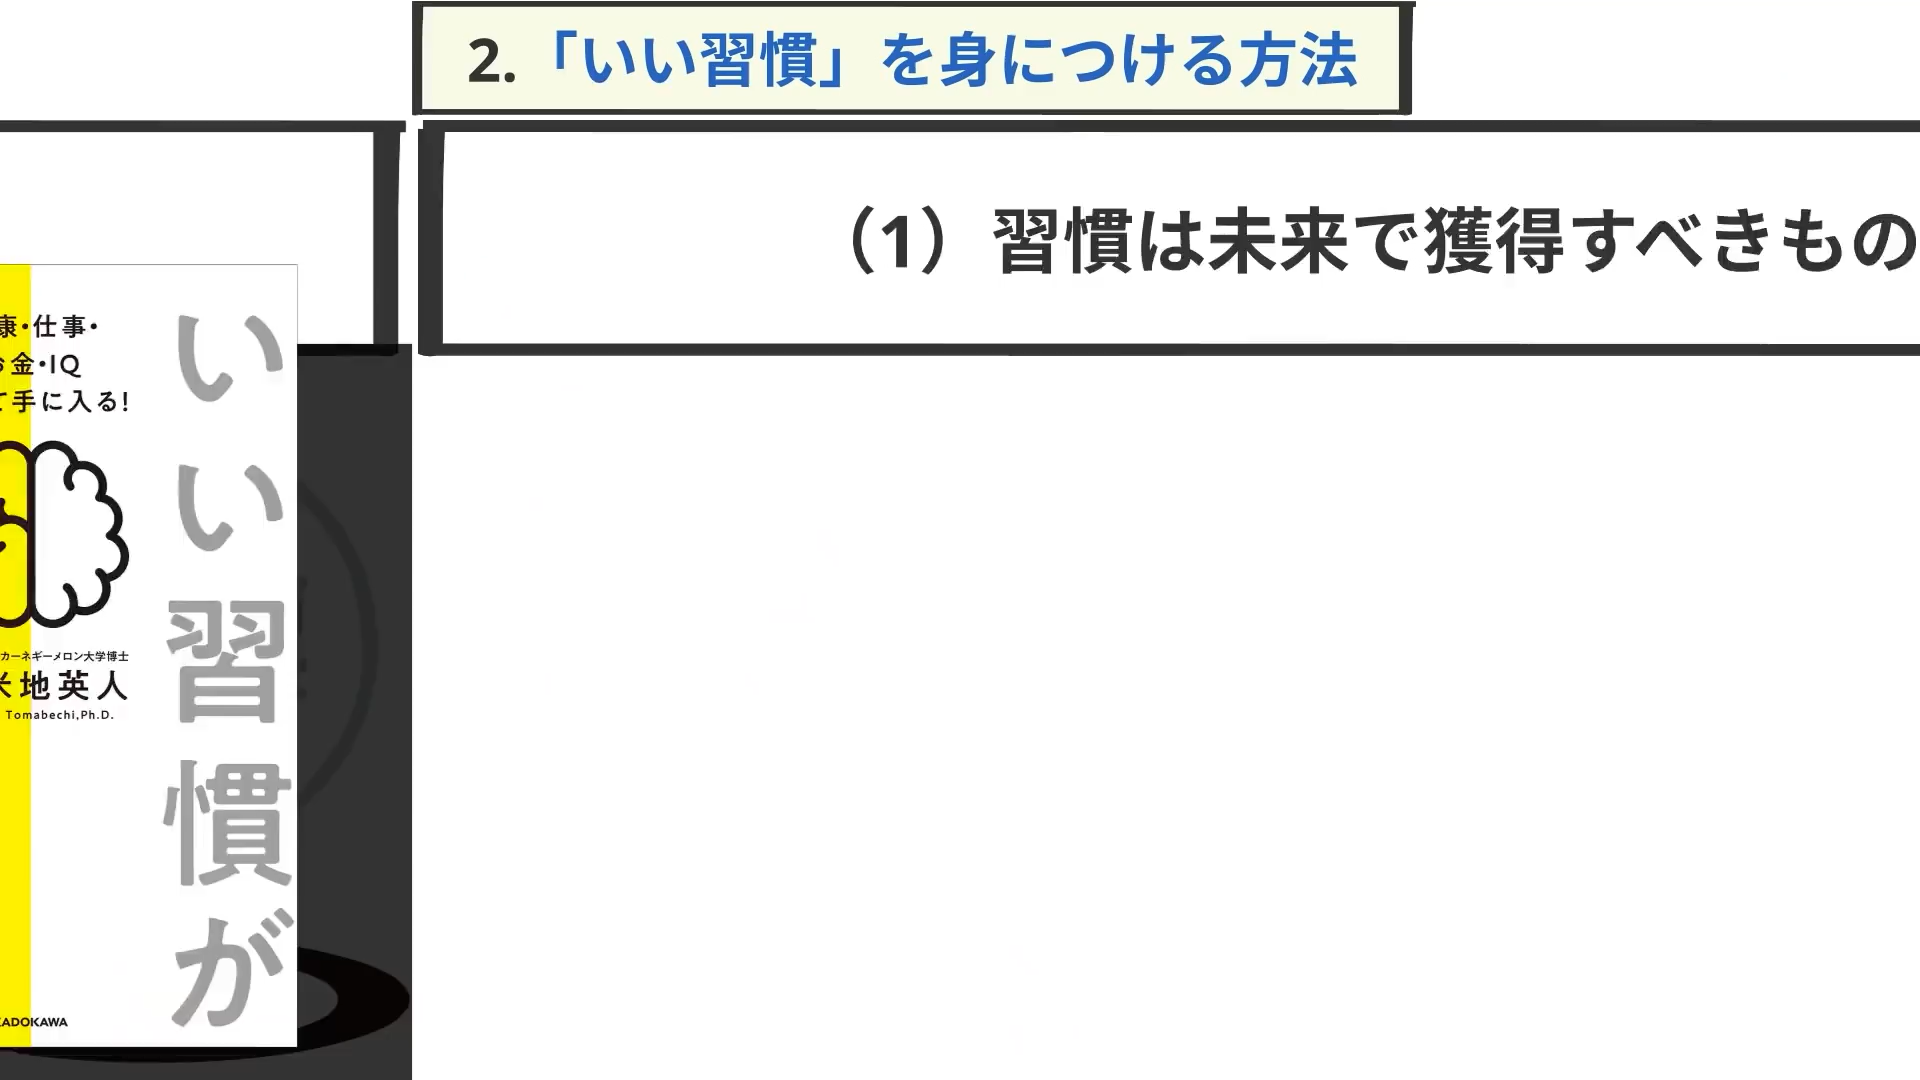 2.「いい習慣」を身につける方法
（1）習慣は未来で獲得すべきもの
いい習慣が
康・仕事・
金・IQ
手に入る!
カーネギーメロン大学博士
米地英人
Tomabechi,Ph.D.
KADOKAWA